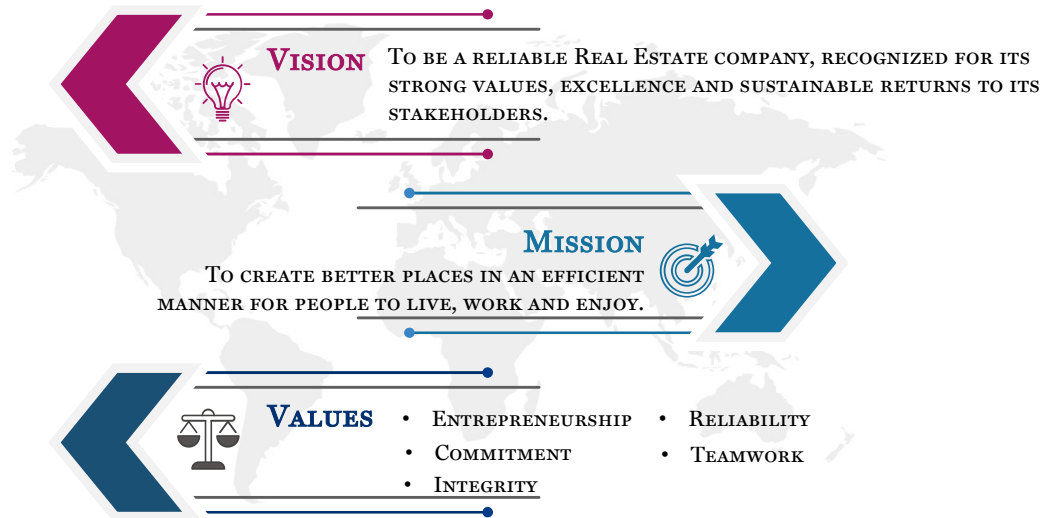 Vision
To be a reliable Real Estate company, recognized for its
strong values, excellence and sustainable returns to its
stakeholders.
Mission
To create better places in an efficient
manner for people to live, work and enjoy.
Values
• Entrepreneurship
• Commitment
• Integrity
• Reliability
• Teamwork